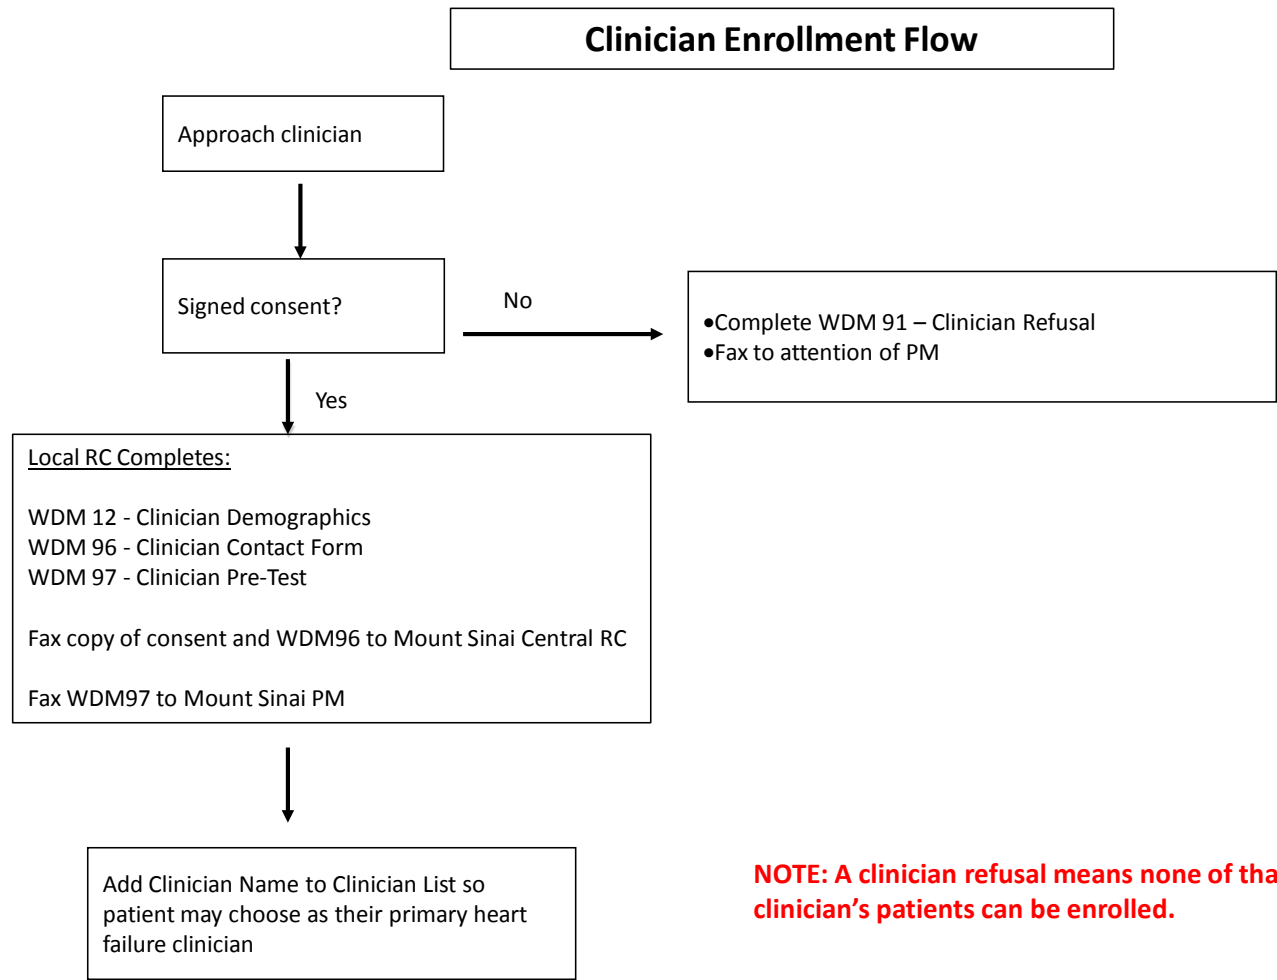 Clinician Enrollment Flow
Approach clinician
Signed consent?
No
•Complete WDM 91 – Clinician Refusal
•Fax to attention of PM
Yes
Local RC Completes:
WDM 12 - Clinician Demographics
WDM 96 - Clinician Contact Form
WDM 97 - Clinician Pre-Test
Fax copy of consent and WDM96 to Mount Sinai Central RC
Fax WDM97 to Mount Sinai PM
Add Clinician Name to Clinician List so
patient may choose as their primary heart
failure clinician
NOTE: A clinician refusal means none of tha
clinician's patients can be enrolled.